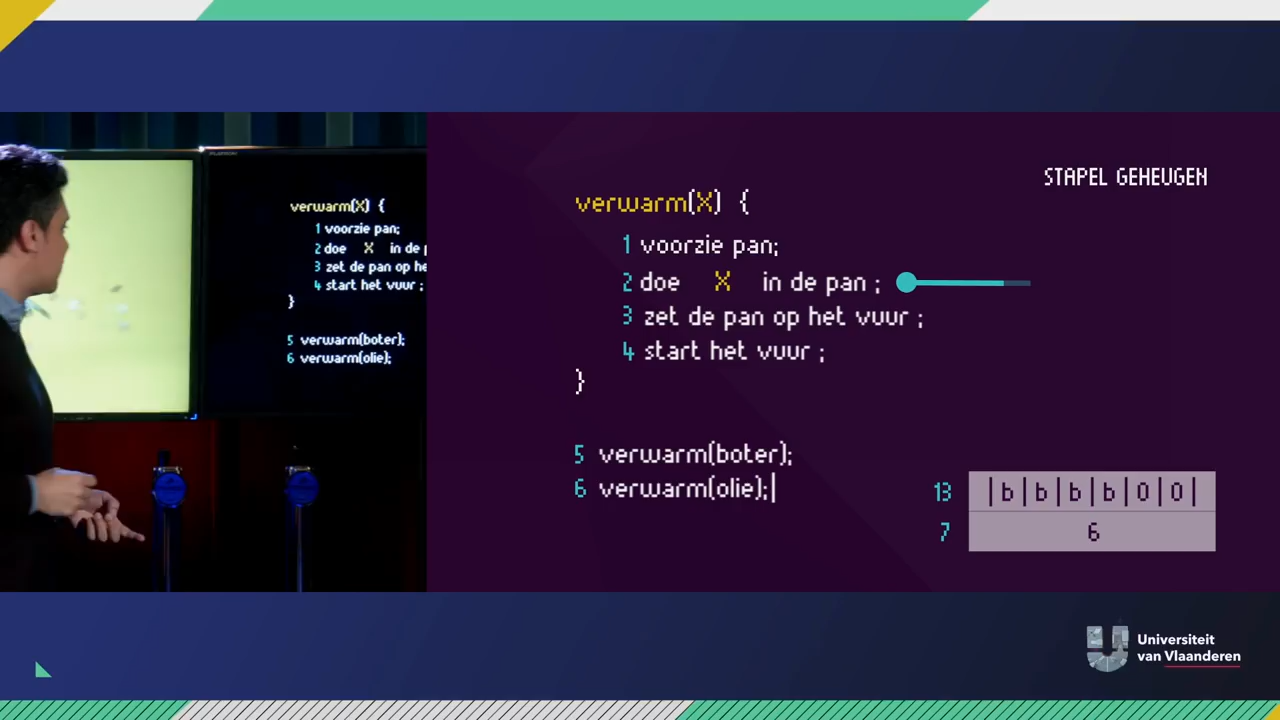 verwarm(X) {
1 voorzie pan;
2 doe X in de p
3 zet de pan op he
4 start het vuur ;
}
5 verwarm(boter);
6 verwarm(olie);
STAPEL GEHEUGEN
verwarm(X) {
1 voorzie pan;
2 doe X in de pan ;
3 zet de pan op het vuur ;
4 start het vuur ;
}
5 verwarm(boter);
6 verwarm(olie);|
13 |b|b|b|b|0|0|
7 6
Universiteit
van Vlaanderen